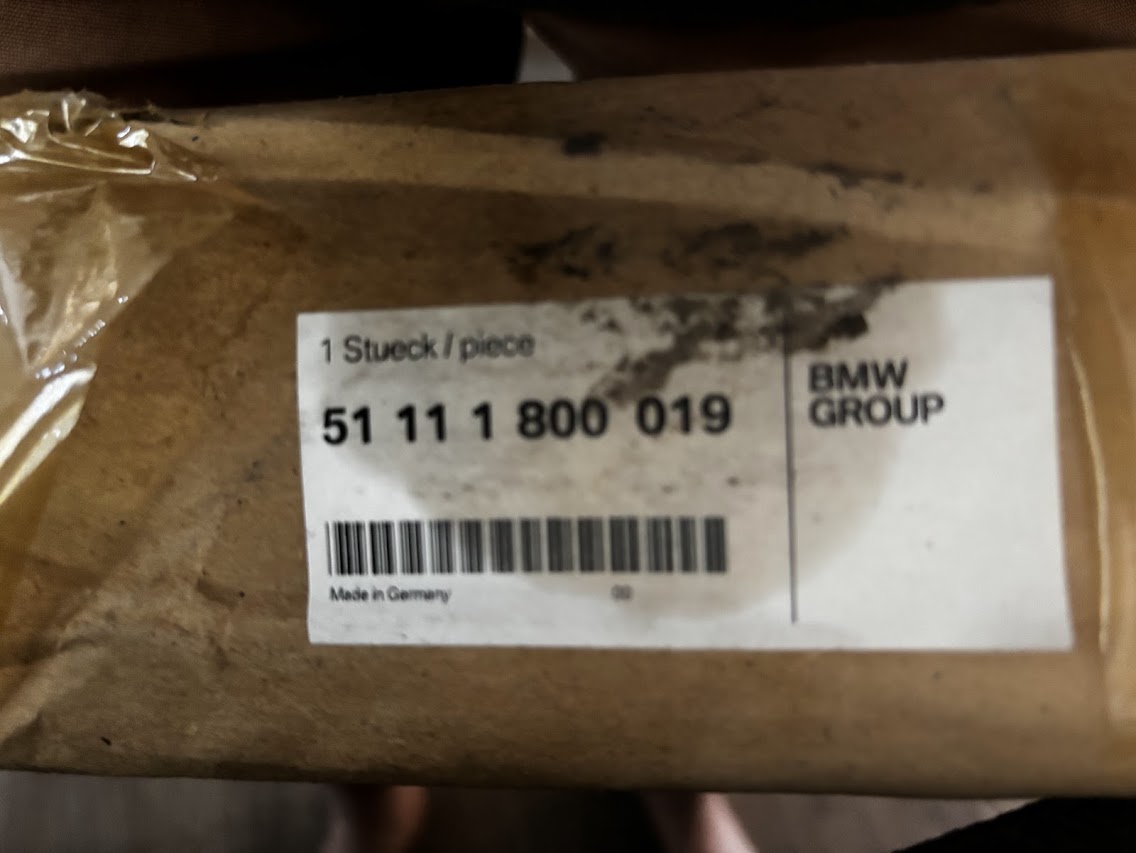 1 Stueck / piece
51 11 1 800 019
BMW
GROUP
Made in Germany
00